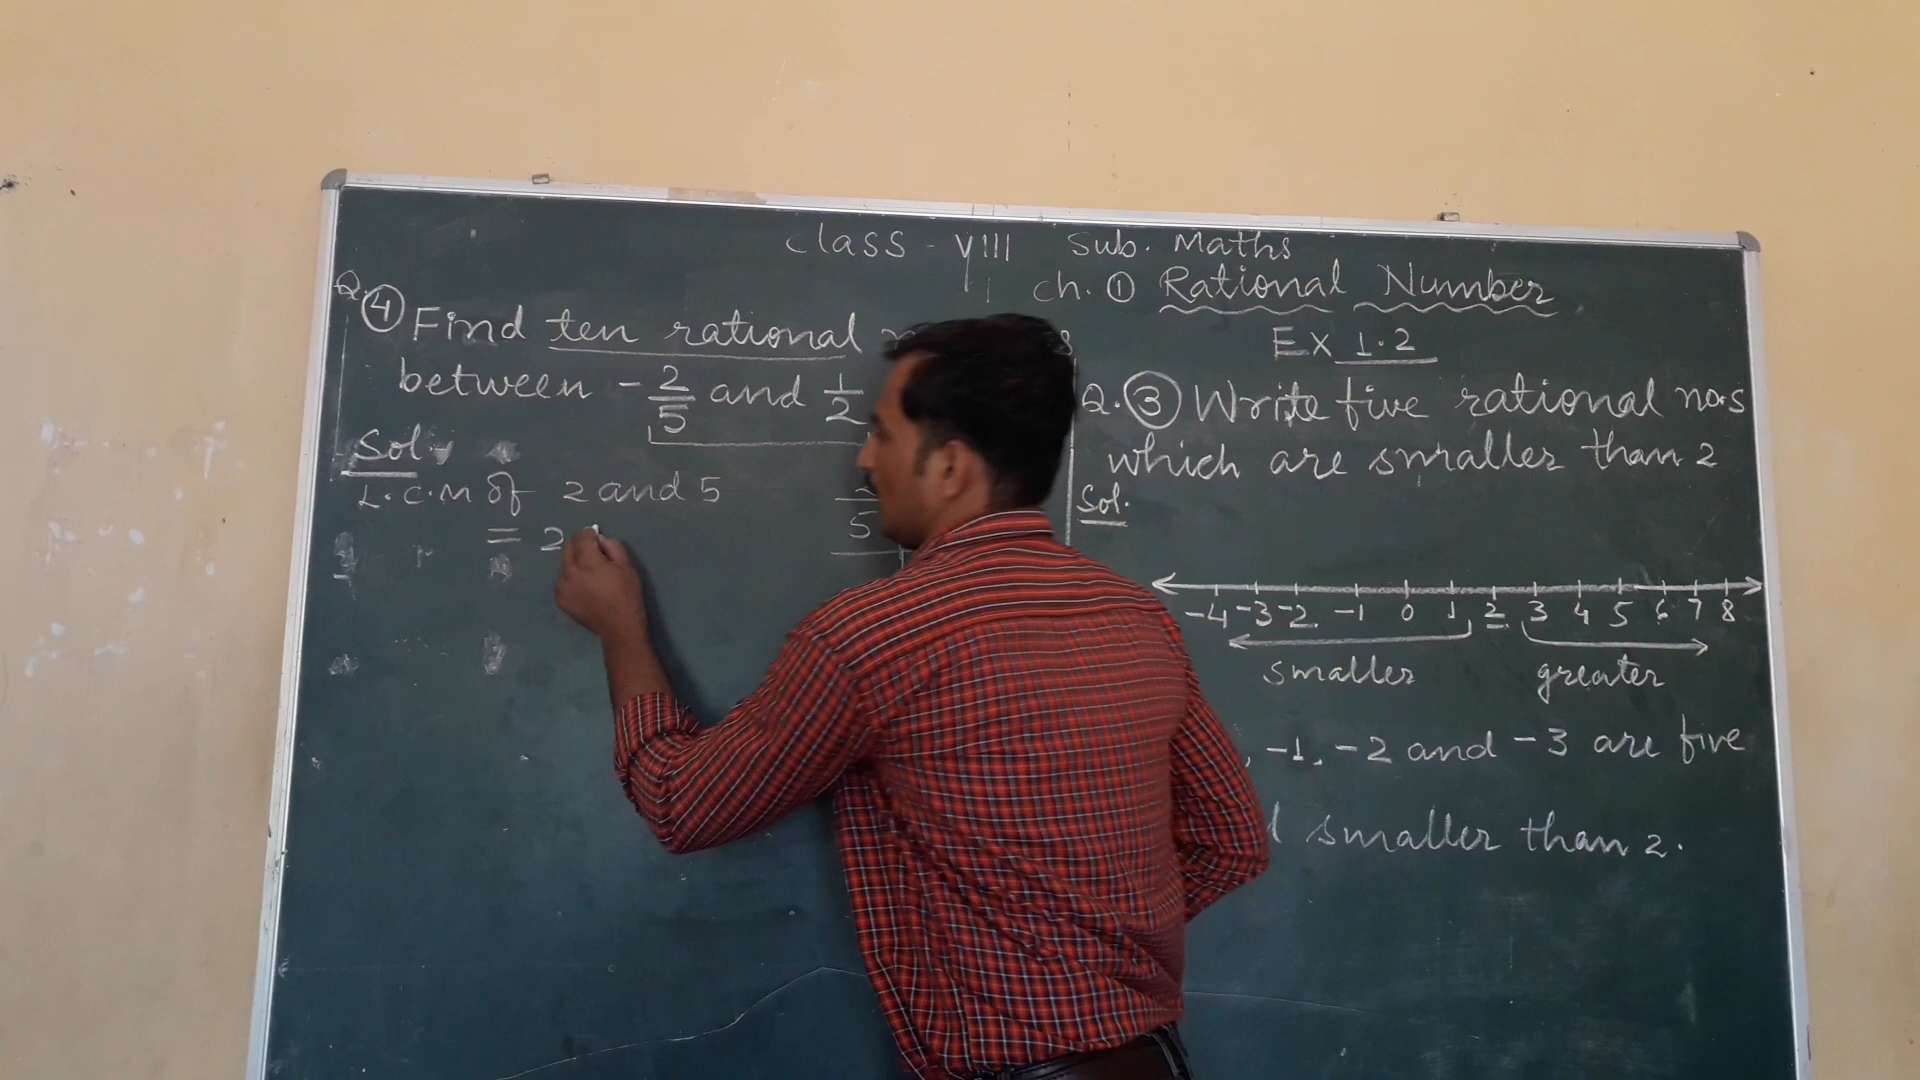 Class - VIII Sub. Maths
Ch. ① Rational Number
Ex 1.2
Q. ④ Find ten rational
between -2/5 and 1/2
Sol.
L.C.M of 2 and 5
= 2
5
Q. ③ Write five rational nos
which are smaller than 2
Sol.
-4 -3 -2 -1 0 1 2 3 4 5 6 7 8
smaller greater
, -1, -2 and -3 are five
smaller than 2.